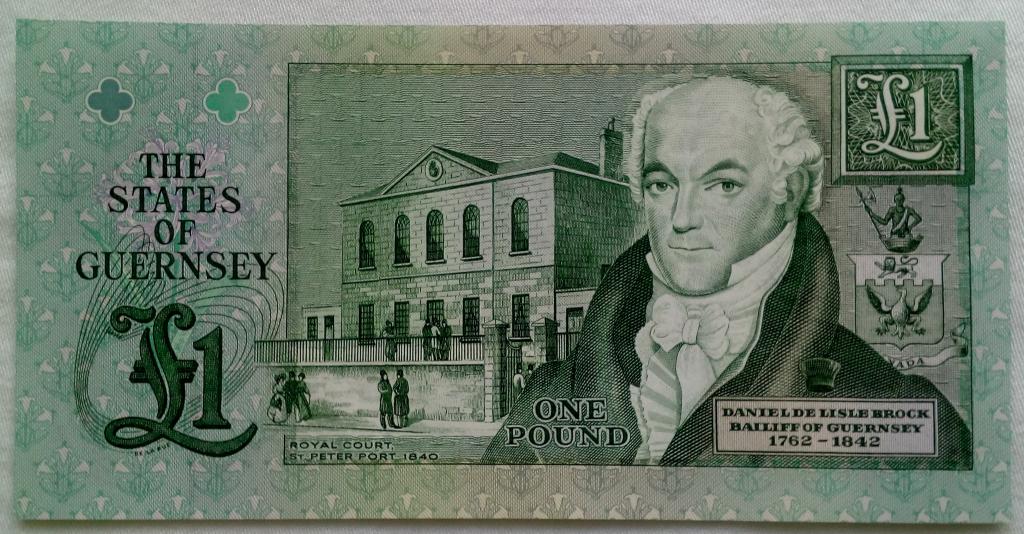 THE
STATES
OF
GUERNSEY
£1
£1
ROYAL COURT,
ST. PETER PORT 1840
ONE
POUND
DANIEL DE LISLE BROCK
BAILIFF OF GUERNSEY
1762 - 1842